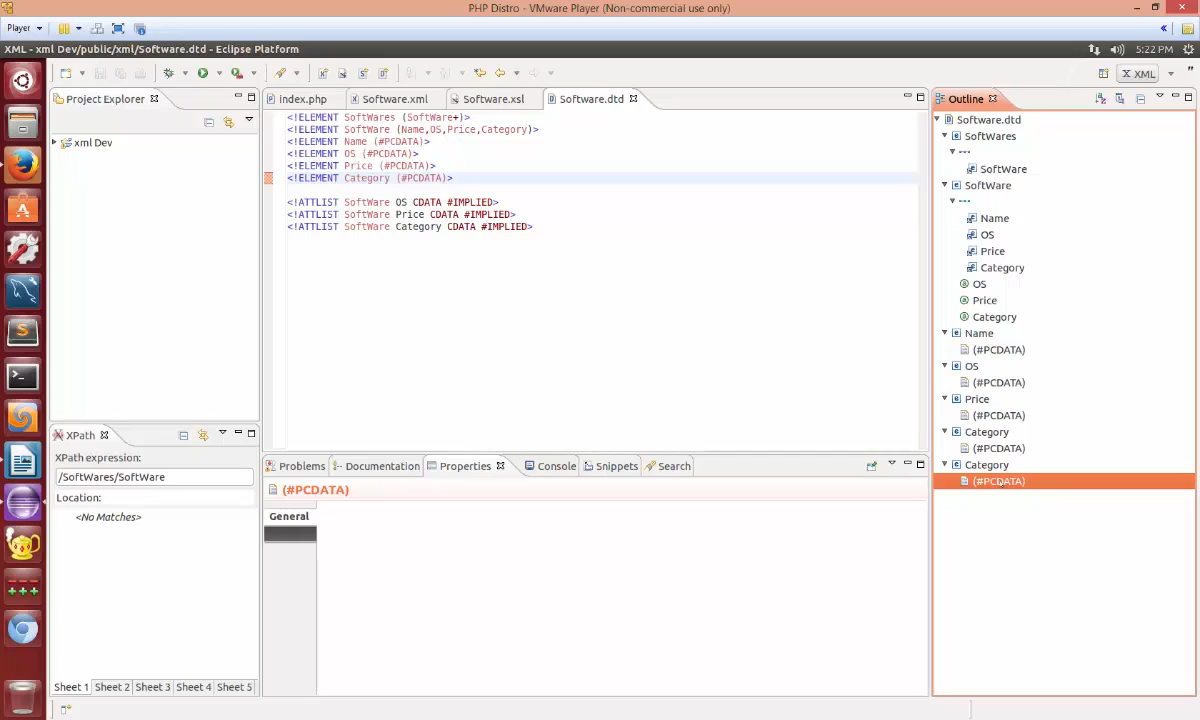 PHP Distro - VMware Player (Non-commercial use only)
Player
XML - xml Dev/public/xml/Software.dtd - Eclipse Platform
5:22 PM
XML
Project Explorer
index.php
Software.xml
Software.xsl
Software.dtd
Outline
xml Dev
<!ELEMENT SoftWares (SoftWare+)>
<!ELEMENT SoftWare (Name,OS,Price,Category)>
<!ELEMENT Name (#PCDATA)>
<!ELEMENT OS (#PCDATA)>
<!ELEMENT Price (#PCDATA)>
<!ELEMENT Category (#PCDATA)>
<!ATTLIST SoftWare OS CDATA #IMPLIED>
<!ATTLIST SoftWare Price CDATA #IMPLIED>
<!ATTLIST SoftWare Category CDATA #IMPLIED>
Software.dtd
SoftWares
SoftWare
SoftWare
Name
OS
Price
Category
OS
Price
Category
Name
(#PCDATA)
OS
(#PCDATA)
Price
(#PCDATA)
Category
(#PCDATA)
Category
(#PCDATA)
XPath
XPath expression:
/SoftWares/SoftWare
Location:
<No Matches>
Sheet 1 Sheet 2 Sheet 3 Sheet 4 Sheet 5
Problems
Documentation
Properties
Console
Snippets
Search
(#PCDATA)
General